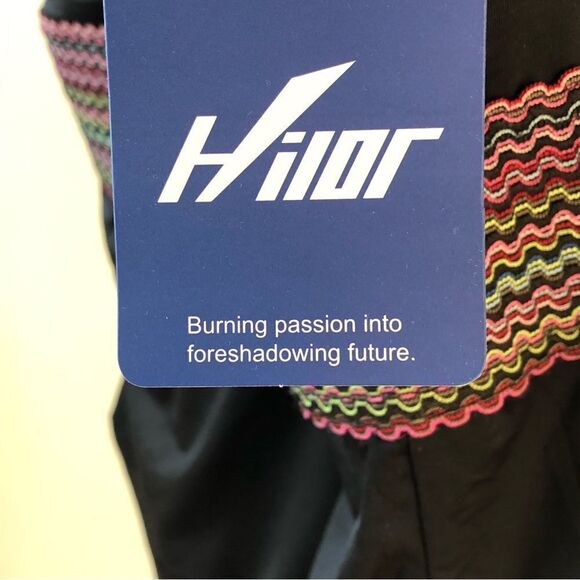 Hilor
Burning passion into
foreshadowing future.